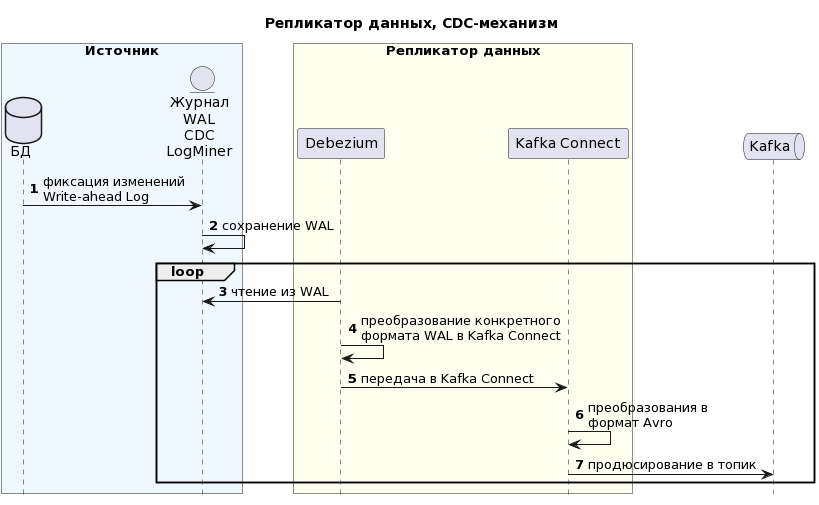 Репликатор данных, CDC-механизм
Источник
Репликатор данных
БД
Журнал
WAL
CDC
LogMiner
Debezium
Kafka Connect
Kafka
1 фиксация изменений
Write-ahead Log
2 сохранение WAL
loop
3 чтение из WAL
4 преобразование конкретного
формата WAL в Kafka Connect
5 передача в Kafka Connect
6 преобразования в
формат Avro
7 продюсирование в топик